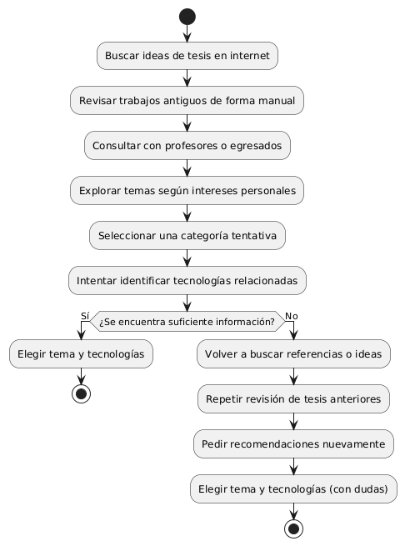 Buscar ideas de tesis en internet
Revisar trabajos antiguos de forma manual
Consultar con profesores o egresados
Explorar temas según intereses personales
Seleccionar una categoría tentativa
Intentar identificar tecnologías relacionadas
Sí
¿Se encuentra suficiente información?
No
Elegir tema y tecnologías
Volver a buscar referencias o ideas
Repetir revisión de tesis anteriores
Pedir recomendaciones nuevamente
Elegir tema y tecnologías (con dudas)